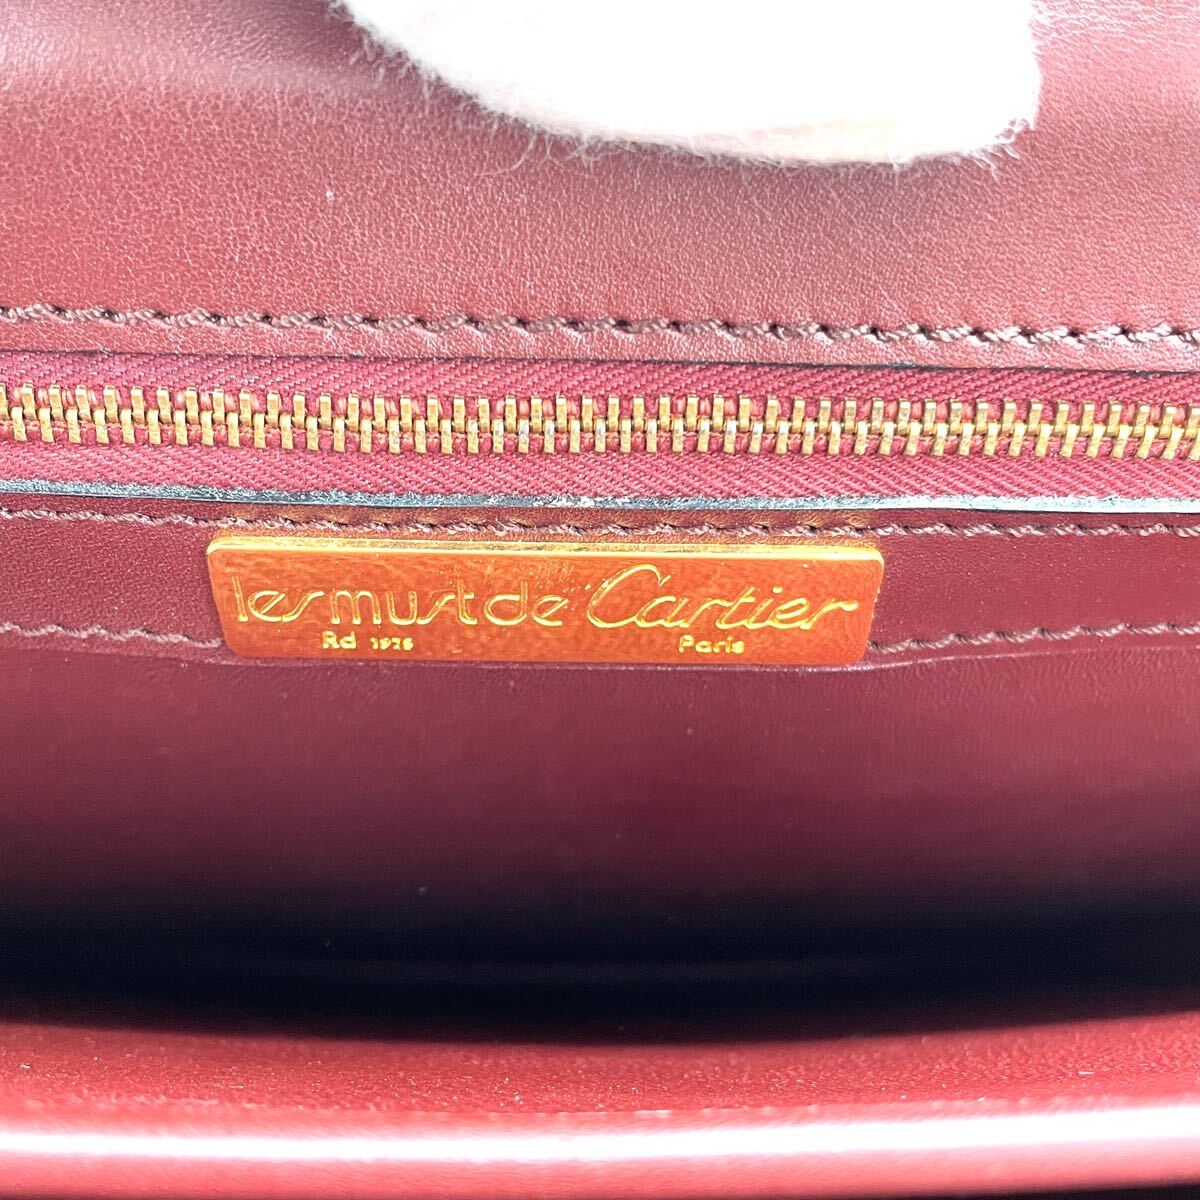 les must de Cartier
Rd 1976 Paris